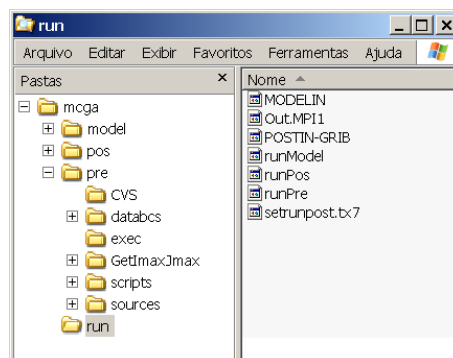 run
Arquivo Editar Exibir Favoritos Ferramentas Ajuda
Pastas
mcga
model
pos
pre
CVS
databcs
exec
GetImaxJmax
scripts
sources
run
Nome
MODELIN
Out.MPI1
POSTIN-GRIB
runModel
runPos
runPre
setrunpost.tx7